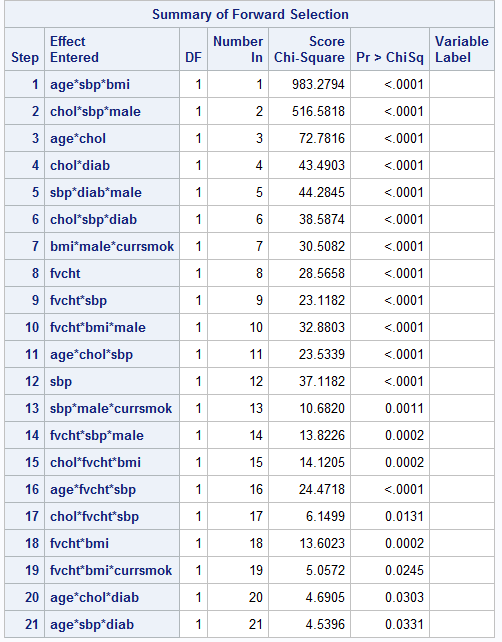 Summary of Forward Selection
Step Effect Entered DF Number In Score Chi-Square Pr > ChiSq Variable Label
1 age*sbp*bmi 1 1 983.2794 <.0001
2 chol*sbp*male 1 2 516.5818 <.0001
3 age*chol 1 3 72.7816 <.0001
4 chol*diab 1 4 43.4903 <.0001
5 sbp*diab*male 1 5 44.2845 <.0001
6 chol*sbp*diab 1 6 38.5874 <.0001
7 bmi*male*currsmok 1 7 30.5082 <.0001
8 fvcht 1 8 28.5658 <.0001
9 fvcht*sbp 1 9 23.1182 <.0001
10 fvcht*bmi*male 1 10 32.8803 <.0001
11 age*chol*sbp 1 11 23.5339 <.0001
12 sbp 1 12 37.1182 <.0001
13 sbp*male*currsmok 1 13 10.6820 0.0011
14 fvcht*sbp*male 1 14 13.8226 0.0002
15 chol*fvcht*bmi 1 15 14.1205 0.0002
16 age*fvcht*sbp 1 16 24.4718 <.0001
17 chol*fvcht*sbp 1 17 6.1499 0.0131
18 fvcht*bmi 1 18 13.6023 0.0002
19 fvcht*bmi*currsmok 1 19 5.0572 0.0245
20 age*chol*diab 1 20 4.6905 0.0303
21 age*sbp*diab 1 21 4.5396 0.0331